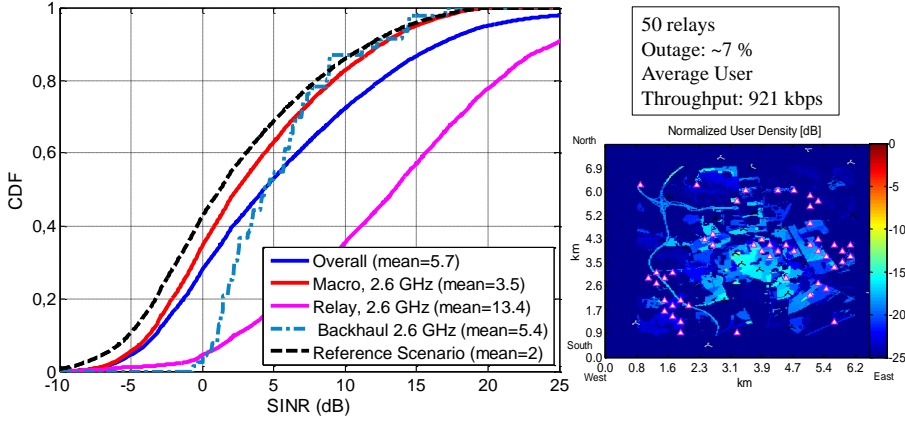 50 relays
Outage: ~7 %
Average User
Throughput: 921 kbps
1
0,8
0,6
0,4
0,2
0
CDF
-10
-5
0
5
10
15
20
25
SINR (dB)
Overall (mean=5.7)
Macro, 2.6 GHz (mean=3.5)
Relay, 2.6 GHz (mean=13.4)
Backhaul 2.6 GHz (mean=5.4)
Reference Scenario (mean=2)
Normalized User Density [dB]
North
6.9
6.0
5.2
4.3
3.5
2.6
1.7
0.9
0.0
km
South
West
0.0
0.8
1.4
2.3
3.1
3.9
4.7
5.4
6.2
km
East
0
-5
-10
-15
-20
-25